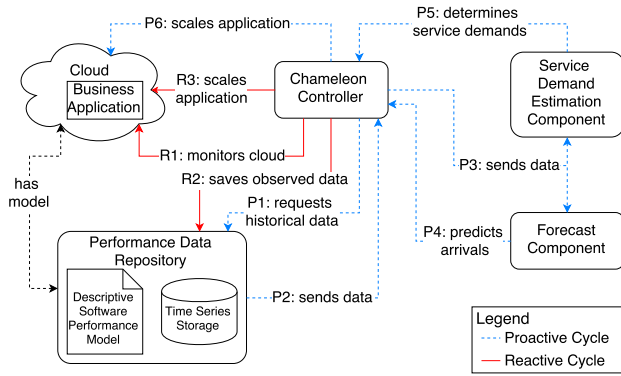 P6: scales application
P5: determines
service demands
Cloud
Business
Application
R3: scales
application
Chameleon
Controller
Service
Demand
Estimation
Component
R1: monitors cloud
P3: sends data
R2: saves observed data
has
model
P1: requests
historical data
P4: predicts
arrivals
Forecast
Component
Performance Data
Repository
Descriptive
Software
Performance
Model
Time Series
Storage
P2: sends data
Legend
Proactive Cycle
Reactive Cycle